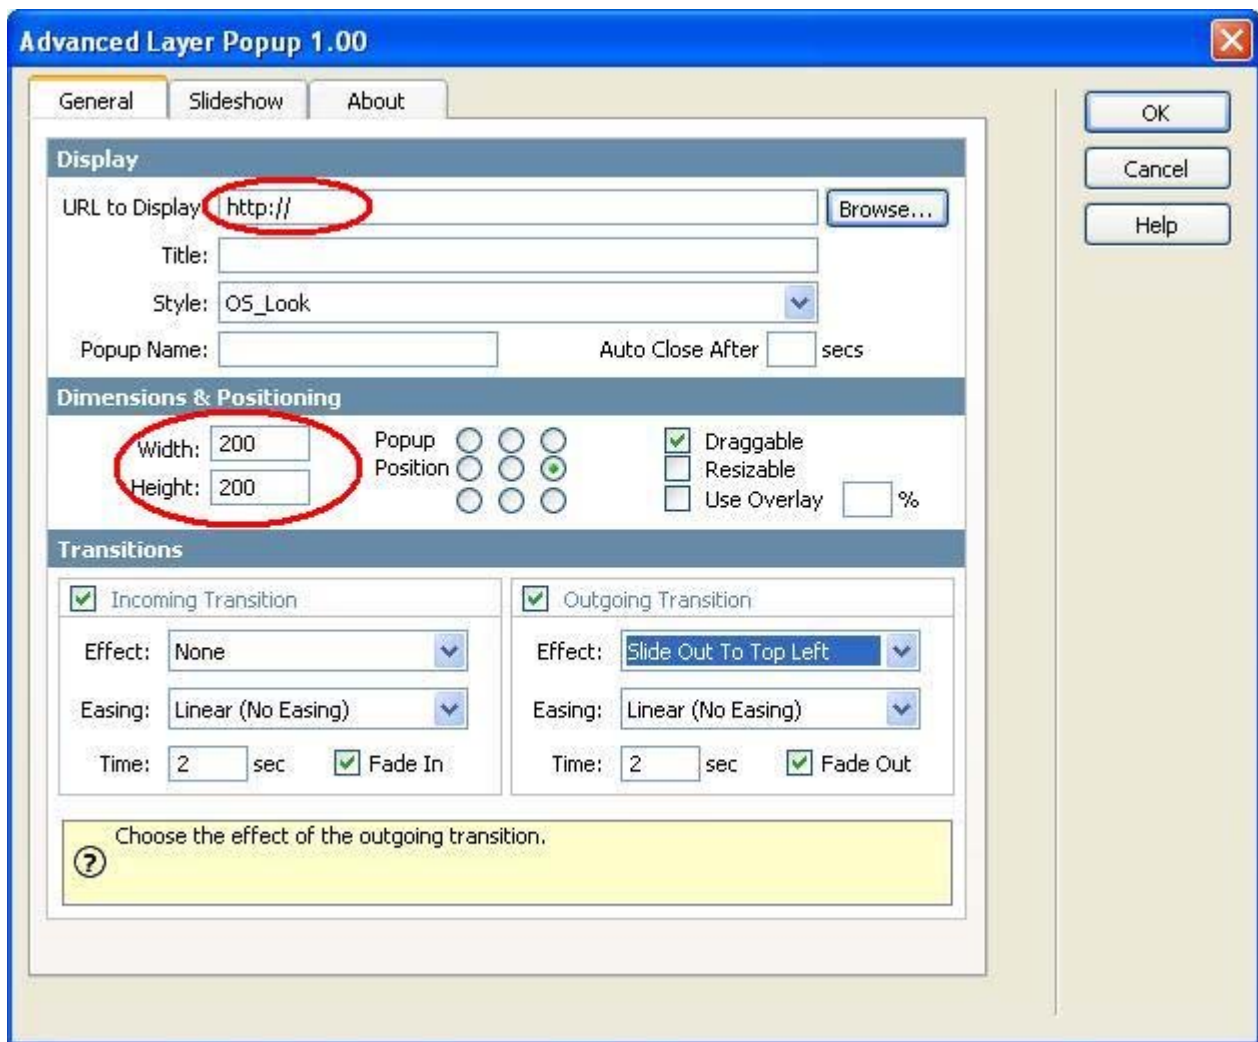 Advanced Layer Popup 1.00
General Slideshow About
OK
Cancel
Help
Display
URL to Display http:// Browse...
Title:
Style: OS_Look
Popup Name: Auto Close After secs
Dimensions & Positioning
Width: 200
Height: 200
Popup
Position
Draggable
Resizable
Use Overlay %
Transitions
Incoming Transition
Effect: None
Easing: Linear (No Easing)
Time: 2 sec Fade In
Outgoing Transition
Effect: Slide Out To Top Left
Easing: Linear (No Easing)
Time: 2 sec Fade Out
Choose the effect of the outgoing transition.